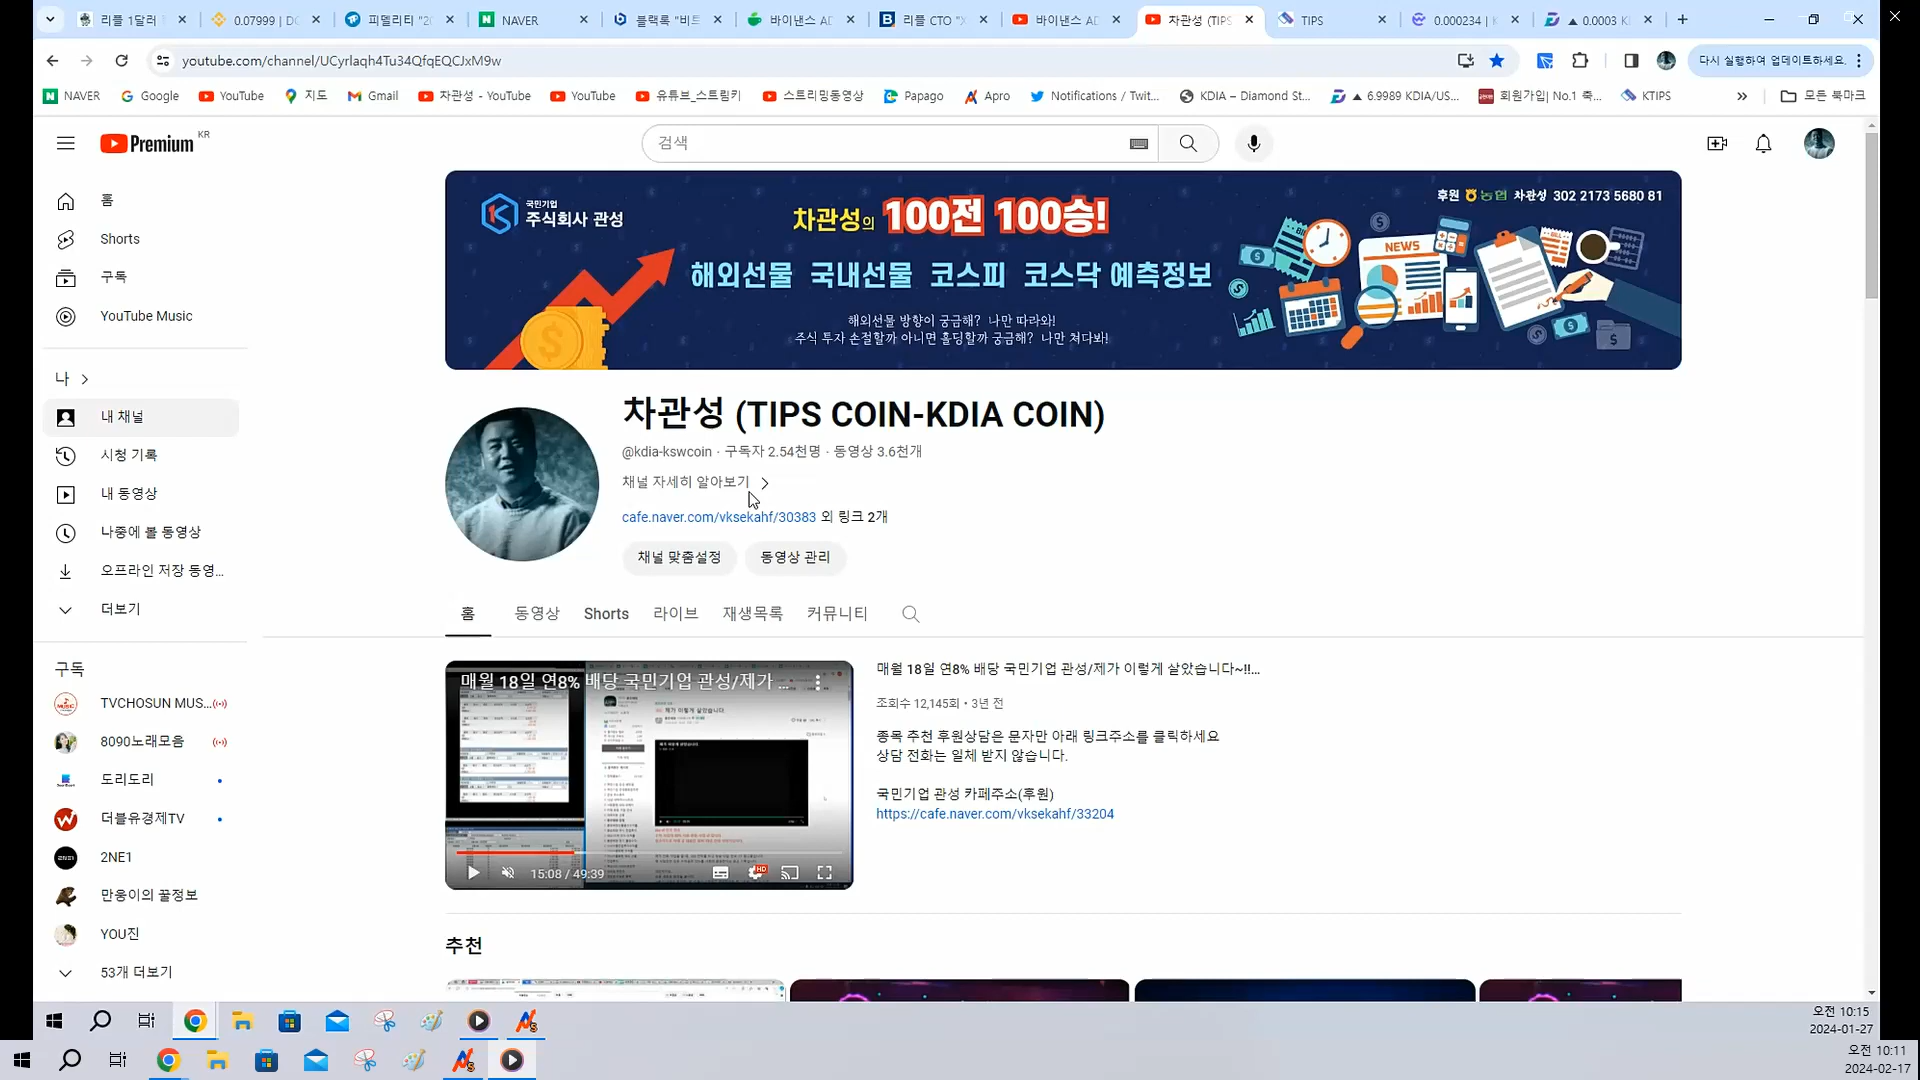 리플 1달러
0.07999 | DO
피델리티 "2
NAVER
블랙록 "비트
바이낸스 AD
리플 CTO "X
바이낸스 AD
차관성 (TIPS
TIPS
0.000234 | K
▲ 0.0003 K
youtube.com/channel/UCyrlaqh4Tu34QfqEQCJxM9w
다시 실행하여 업데이트하세요.
NAVER
Google
YouTube
지도
Gmail
차관성 - YouTube
YouTube
유튜브_스트림키
스트리밍동영상
Papago
Apro
Notifications / Twit...
KDIA – Diamond St...
▲ 6.9989 KDIA/US...
회원가입| No.1 축...
KTIPS
모든 북마크
Premium KR
검색
홈
Shorts
구독
YouTube Music
나
내 채널
시청 기록
내 동영상
나중에 볼 동영상
오프라인 저장 동영...
더보기
구독
TVCHOSUN MUS...
8090노래모음
도리도리
더블유경제TV
2NE1
만웅이의 꿀정보
YOU진
53개 더보기
국민기업
주식회사 관성
차관성의 100전 100승!
후원 농협 차관성 302 2173 5680 81
해외선물 국내선물 코스피 코스닥 예측정보
해외선물 방향이 궁금해? 나만 따라와!
주식 투자 손절할까 아니면 홀딩할까 궁금해? 나만 쳐다봐!
NEWS
차관성 (TIPS COIN-KDIA COIN)
@kdia-kswcoin · 구독자 2.54천명 · 동영상 3.6천개
채널 자세히 알아보기
cafe.naver.com/vksekahf/30383 외 링크 2개
채널 맞춤설정
동영상 관리
홈
동영상
Shorts
라이브
재생목록
커뮤니티
매월 18일 연8% 배당 국민기업 관성/제가 ...
제가 이렇게 살았습니다.
15:08 / 49:39
HD
매월 18일 연8% 배당 국민기업 관성/제가 이렇게 살았습니다~!!...
조회수 12,145회 • 3년 전
종목 추천 후원상담은 문자만 아래 링크주소를 클릭하세요
상담 전화는 일체 받지 않습니다.
국민기업 관성 카페주소(후원)
https://cafe.naver.com/vksekahf/33204
추천
오전 10:15
2024-01-27
오전 10:11
2024-02-17